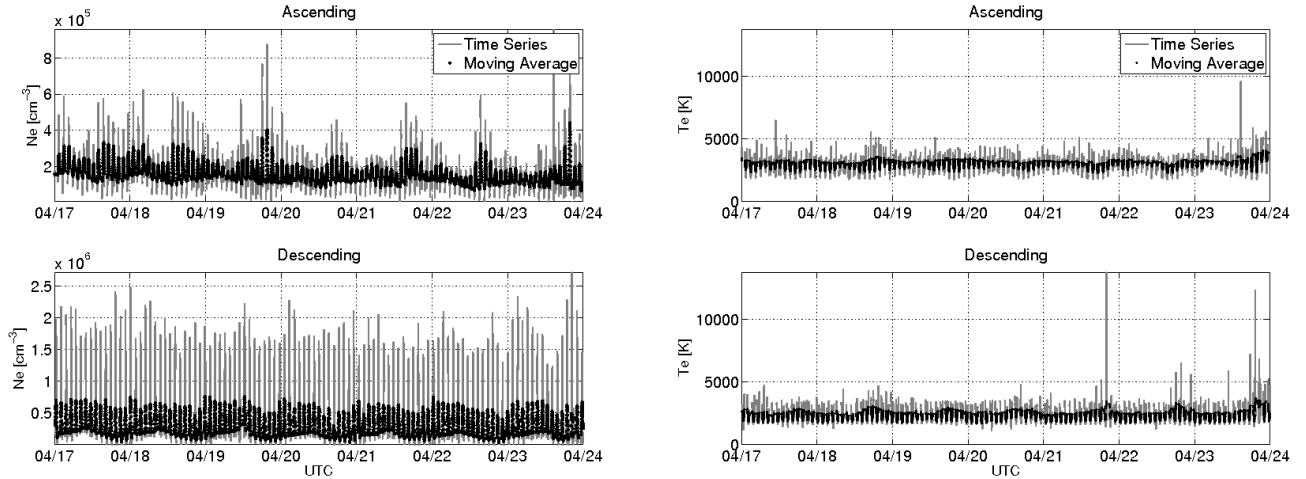 Ascending
x 10^5
Ne [cm^-3]
8
6
4
2
Time Series
Moving Average
04/17 04/18 04/19 04/20 04/21 04/22 04/23 04/24
Ascending
Te [K]
10000
5000
0
Time Series
Moving Average
04/17 04/18 04/19 04/20 04/21 04/22 04/23 04/24
Descending
x 10^6
Ne [cm^-3]
2.5
2
1.5
1
0.5
04/17 04/18 04/19 04/20 04/21 04/22 04/23 04/24
UTC
Descending
Te [K]
10000
5000
0
04/17 04/18 04/19 04/20 04/21 04/22 04/23 04/24
UTC